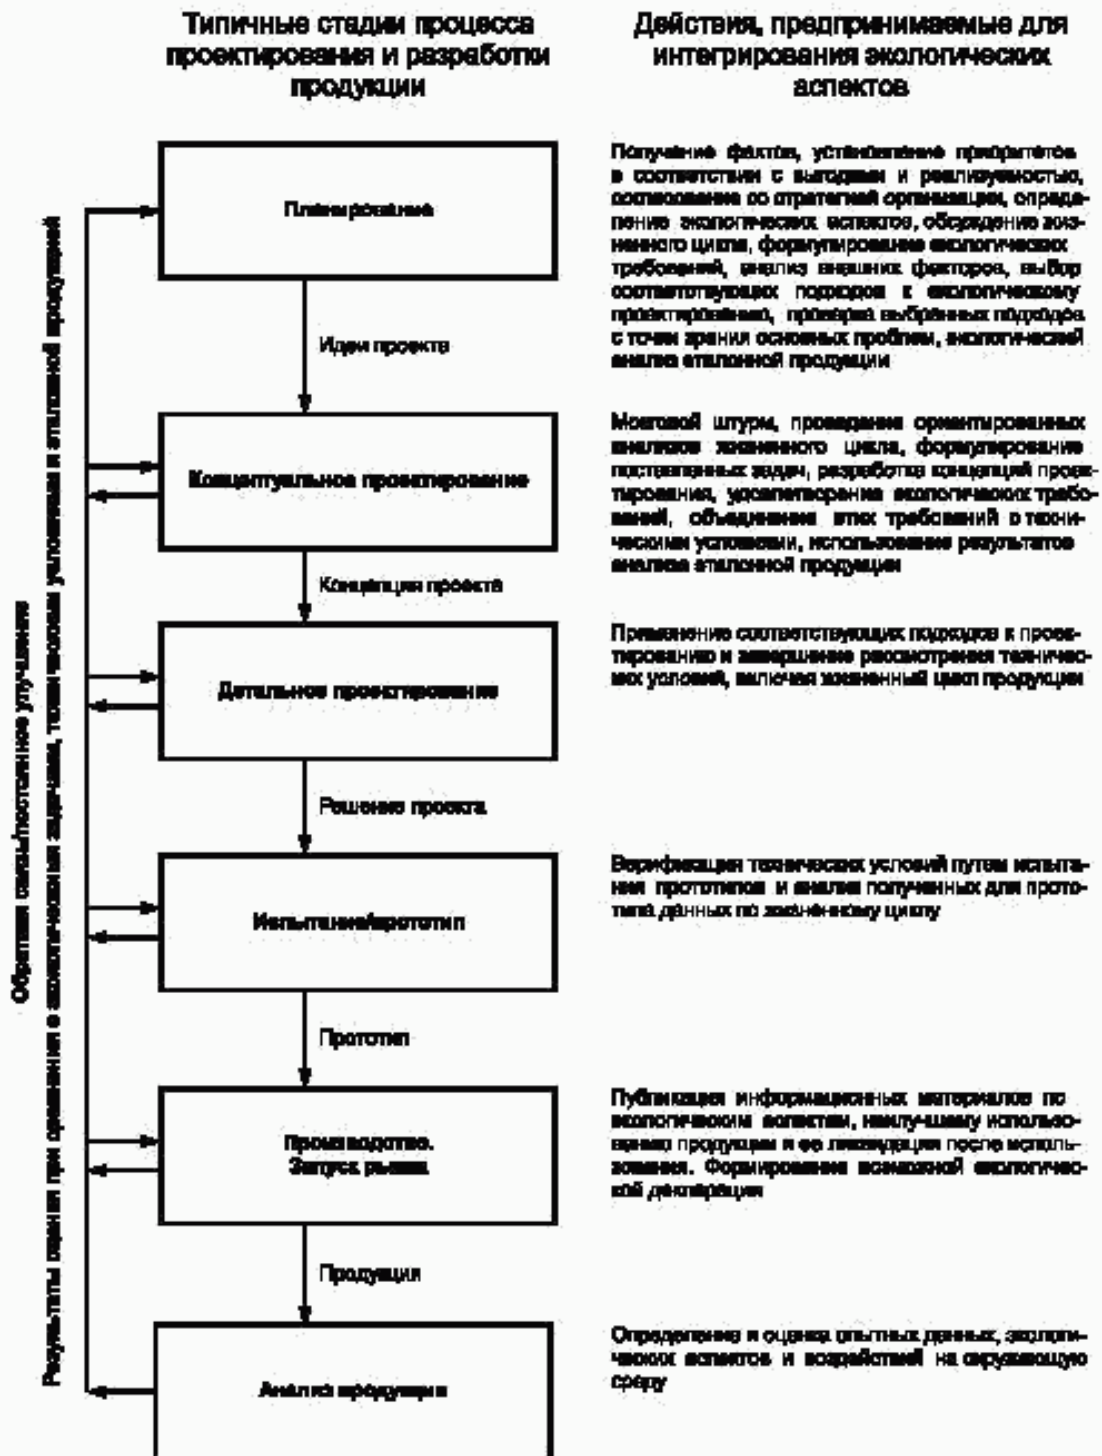 Типичные стадии процесса
проектирования и разработки
продукции
Действия, предпринимаемые для
интегрирования экологических
аспектов
Планирование
Получение фактов, установление приоритетов
в соответствии с выгодами и реализуемостью,
согласование со стратегией организации, опреде-
ление экологических аспектов, обсуждение жиз-
ненного цикла, формулирование экологических
требований, анализ внешних факторов, выбор
соответствующих подходов к экологическому
проектированию, проверка выбранных подходов
с точки зрения основных проблем, экологический
анализ эталонной продукции
Идеи проекта
Концептуальное проектирование
Мозговой штурм, проведение ориентированных
анализов жизненного цикла, формулирование
поставленных задач, разработка концепций проек-
тирования, удовлетворение экологических требо-
ваний, объединение этих требований с техни-
ческими условиями, использование результатов
анализа эталонной продукции
Концепция проекта
Детальное проектирование
Применение соответствующих подходов к проек-
тированию и завершение рассмотрения техничес-
ких условий, включая жизненный цикл продукции
Решение проекта
Испытание/прототип
Верификация технических условий путем испыта-
ния прототипов и анализ полученных для прото-
типа данных по жизненному циклу
Прототип
Производство.
Запуск рынка
Публикация информационных материалов по
экологическим аспектам, наилучшему использо-
ванию продукции и ее ликвидация после исполь-
зования. Формирование возможной экологичес-
кой декларации
Продукция
Анализ продукции
Определение и оценка опытных данных, экологи-
ческих аспектов и воздействий на окружающую
среду
Обратная связь/постоянное улучшение
Результаты оценки при сравнении с экологическими задачами, техническими условиями и эталонной продукцией